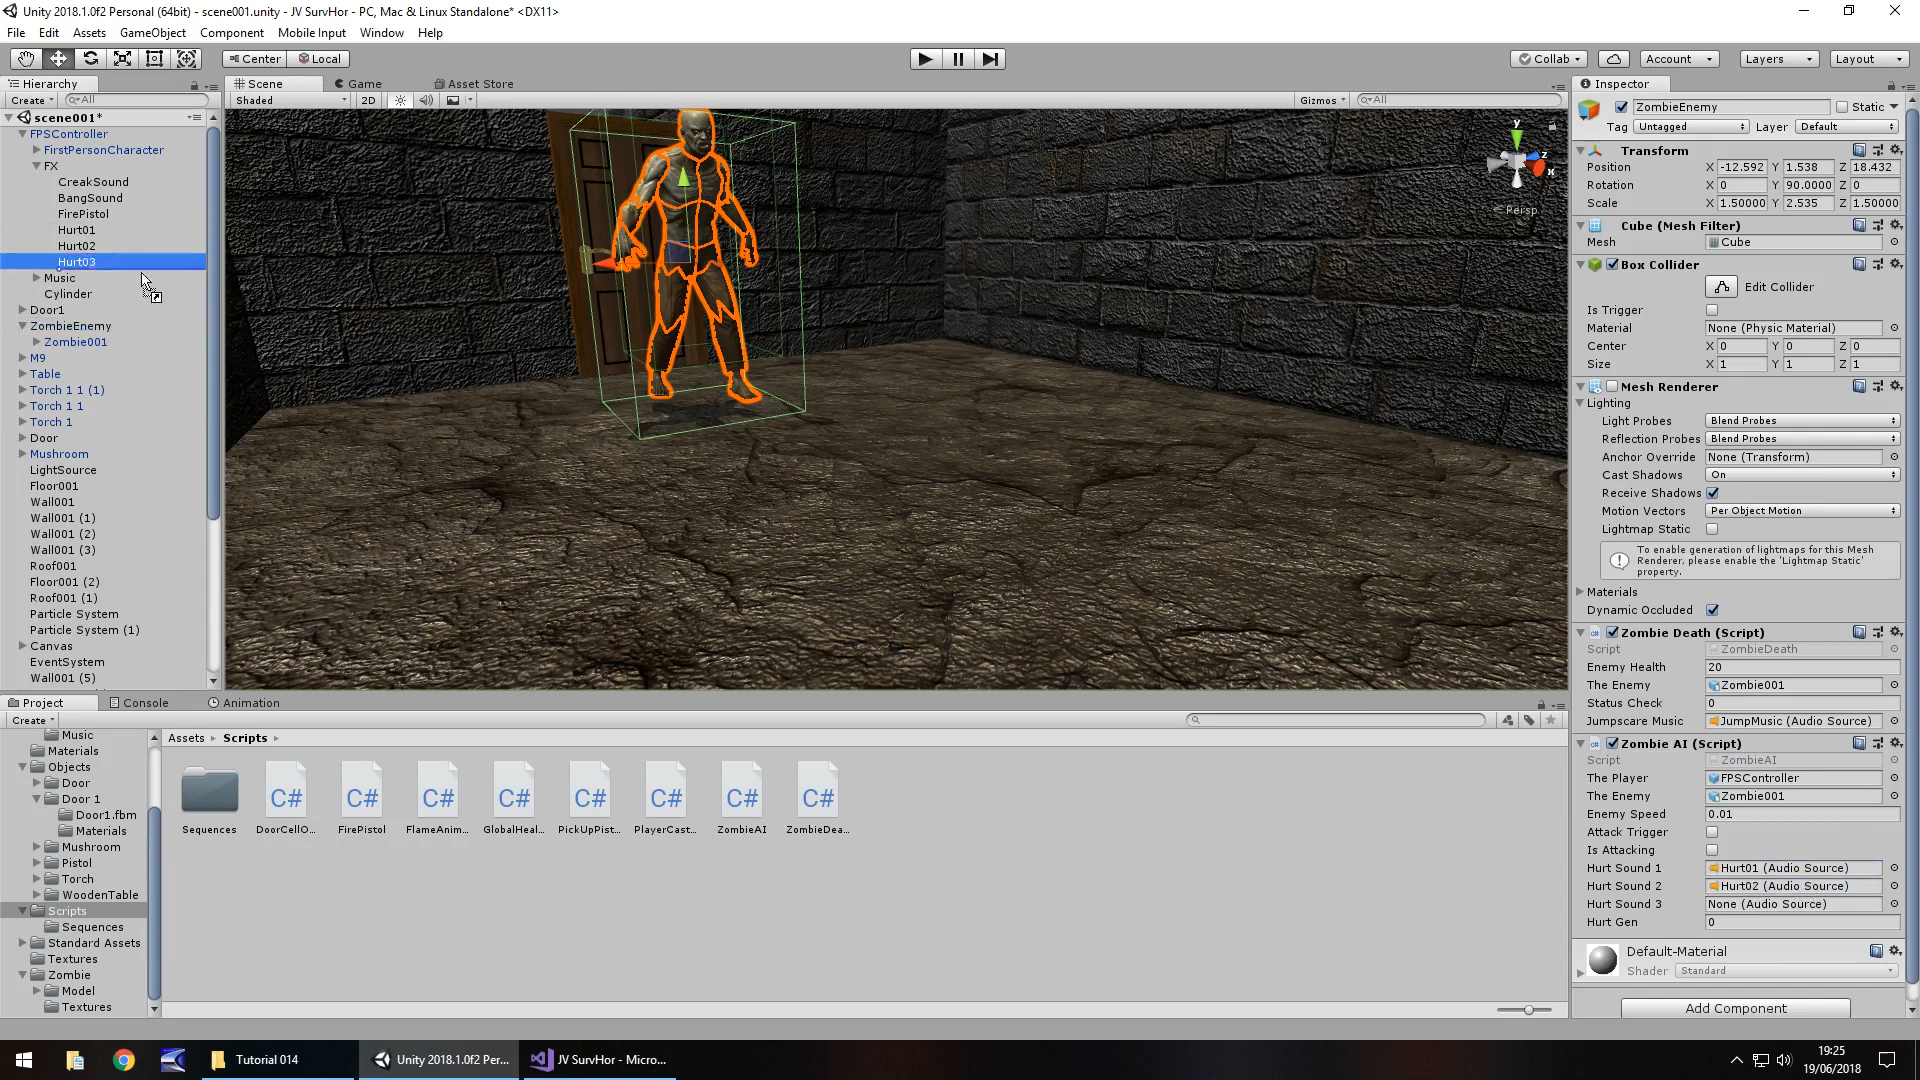 Unity 2018.1.0f2 Personal (64bit) - scene001.unity - JV SurvHor - PC, Mac & Linux Standalone* <DX11>
File Edit Assets GameObject Component Mobile Input Window Help
Center Local Collab Account Layers Layout
Hierarchy
Create All
scene001*
FPSController
FirstPersonCharacter
FX
CreakSound
BangSound
FirePistol
Hurt01
Hurt02
Hurt03
Music
Cylinder
Door1
ZombieEnemy
Zombie001
M9
Table
Torch 1 1 (1)
Torch 1 1
Torch 1
Door
Mushroom
LightSource
Floor001
Wall001
Wall001 (1)
Wall001 (2)
Wall001 (3)
Roof001
Floor001 (2)
Roof001 (1)
Particle System
Particle System (1)
Canvas
EventSystem
Wall001 (5)
Scene Game Asset Store
Shaded 2D Gizmos All
y
z
x
Persp
Inspector
ZombieEnemy Static
Tag Untagged Layer Default
Transform
Position X -12.592 Y 1.538 Z 18.432
Rotation X 0 Y 90.0000 Z 0
Scale X 1.50000 Y 2.535 Z 1.50000
Cube (Mesh Filter)
Mesh Cube
Box Collider
Edit Collider
Is Trigger
Material None (Physic Material)
Center X 0 Y 0 Z 0
Size X 1 Y 1 Z 1
Mesh Renderer
Lighting
Light Probes Blend Probes
Reflection Probes Blend Probes
Anchor Override None (Transform)
Cast Shadows On
Receive Shadows
Motion Vectors Per Object Motion
Lightmap Static
To enable generation of lightmaps for this Mesh
Renderer, please enable the 'Lightmap Static'
property.
Materials
Dynamic Occluded
Zombie Death (Script)
Script ZombieDeath
Enemy Health 20
The Enemy Zombie001
Status Check 0
Jumpscare Music JumpMusic (Audio Source)
Zombie AI (Script)
Script ZombieAI
The Player FPSController
The Enemy Zombie001
Enemy Speed 0.01
Attack Trigger
Is Attacking
Hurt Sound 1 Hurt01 (Audio Source)
Hurt Sound 2 Hurt02 (Audio Source)
Hurt Sound 3 None (Audio Source)
Hurt Gen 0
Default-Material
Shader Standard
Add Component
Project Console Animation
Create
Music
Materials
Objects
Door
Door 1
Door1.fbm
Materials
Mushroom
Pistol
Torch
WoodenTable
Scripts
Sequences
Standard Assets
Textures
Zombie
Model
Textures
Assets Scripts
C# C# C# C# C# C# C# C#
Sequences DoorCellO... FirePistol FlameAnim... GlobalHeal... PickUpPist... PlayerCast... ZombieAI ZombieDea...
Tutorial 014 Unity 2018.1.0f2 Per... JV SurvHor - Micro...
19:25
19/06/2018